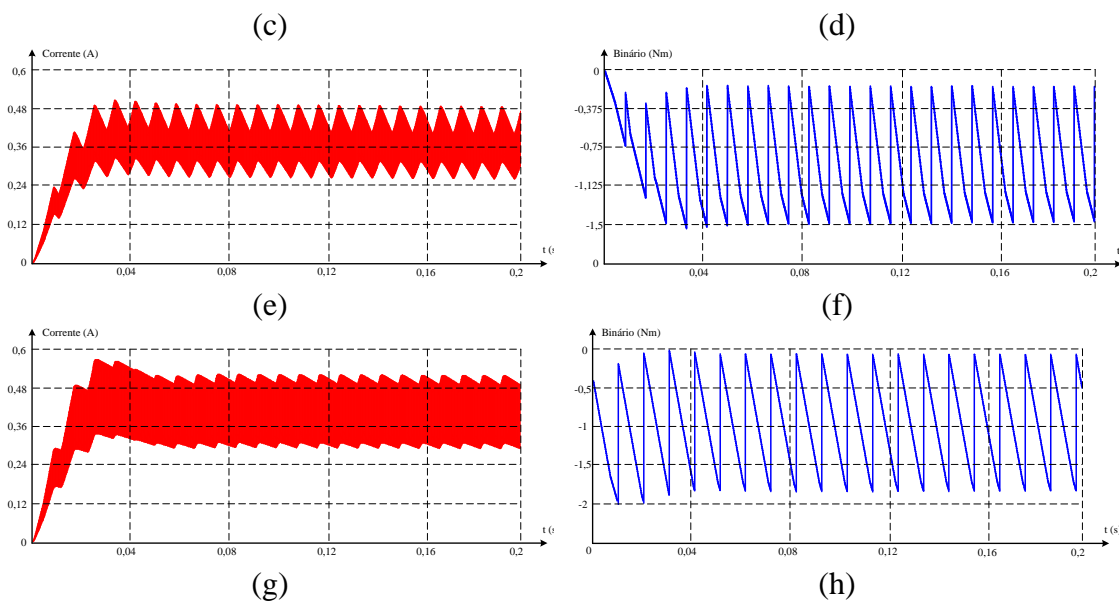 (c) (d)
Corrente (A)
0,6
0,48
0,36
0,24
0,12
0
0,04 0,08 0,12 0,16 0,2
t (s
Binário (Nm)
0
-0,375
-0,75
-1,125
-1,5
0
0,04 0,08 0,12 0,16 0,2
t (s
(e) (f)
Corrente (A)
0,6
0,48
0,36
0,24
0,12
0
0,04 0,08 0,12 0,16 0,2
t (s
Binário (Nm)
0
-0,5
-1
-1,5
-2
0 0,04 0,08 0,12 0,16 0,2
t (s
(g) (h)